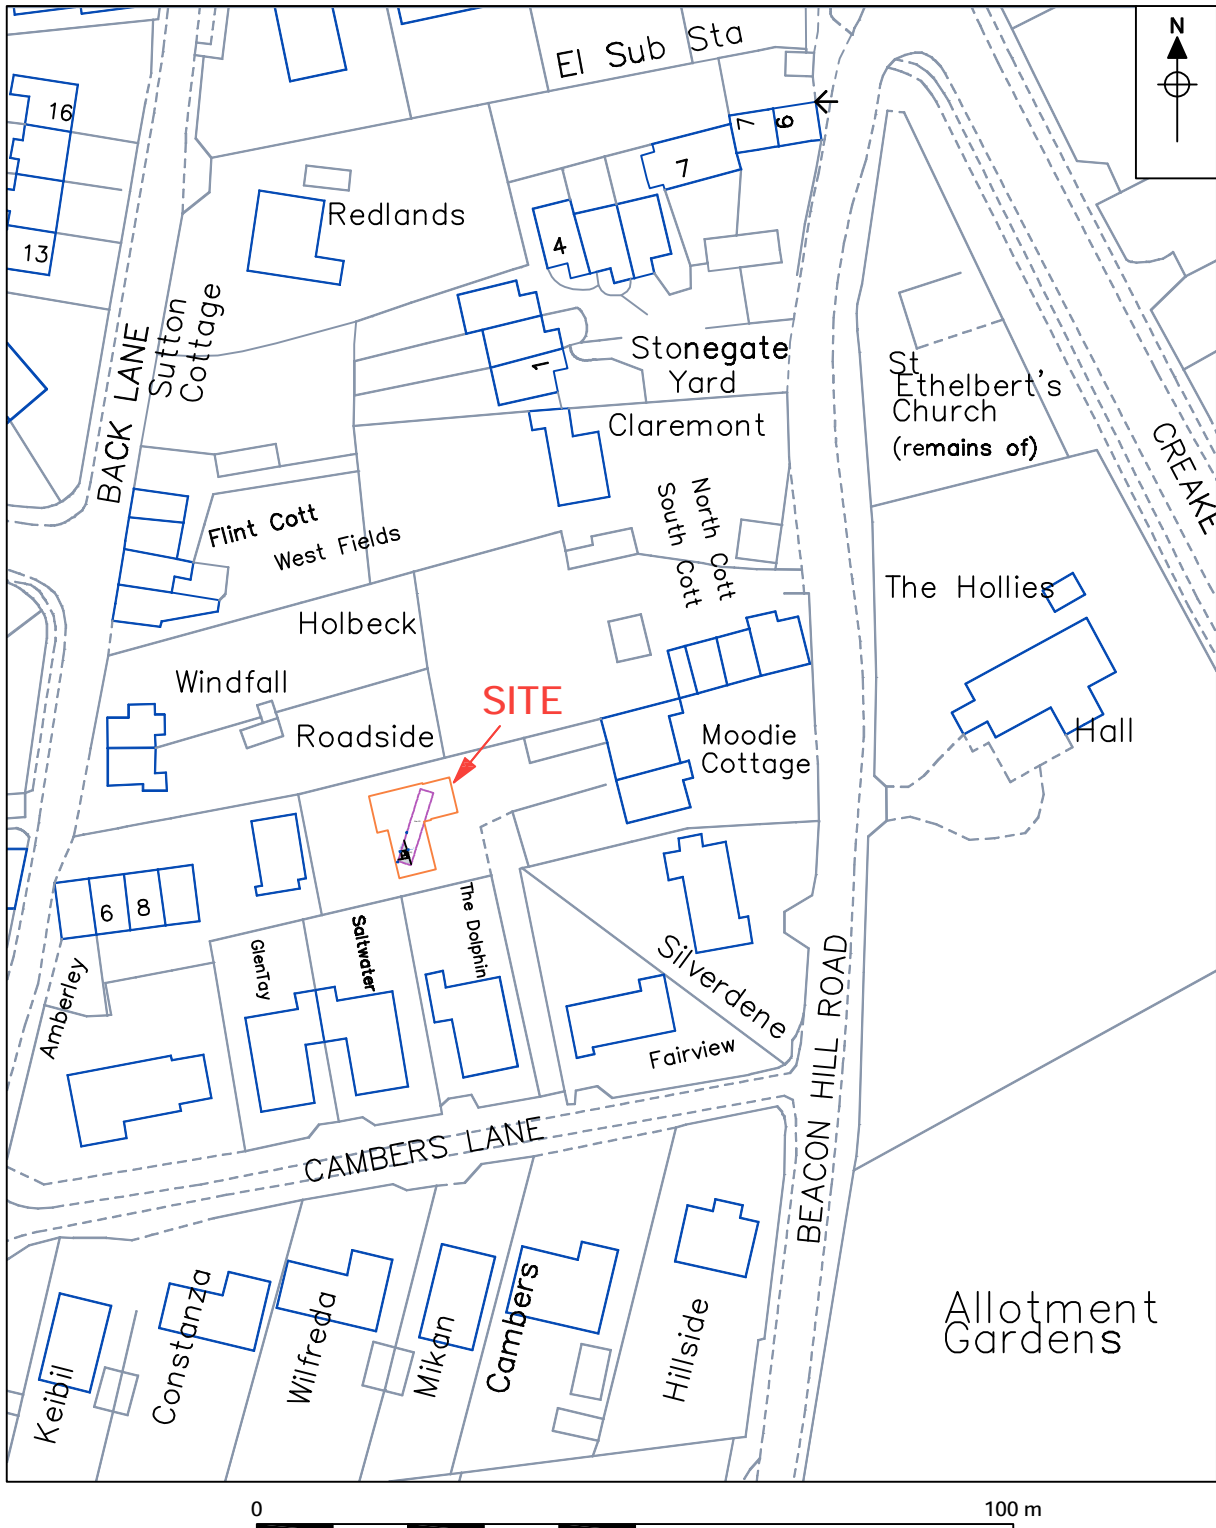 El Sub Sta
N
16
7
6
7
13
Redlands
4
BACK LANE
Sutton
Cottage
1
Stonegate
Yard
St
Ethelbert's
Church
(remains of)
Claremont
CREAKE
Flint Cott
West Fields
North Cott
South Cott
The Hollies
Holbeck
Windfall
SITE
Roadside
Moodie
Cottage
Hall
6
8
The Dolphin
Saltwater
GlenTay
Amberley
Silverdene
Fairview
BEACON HILL ROAD
CAMBERS LANE
Keibil
Constanza
Wilfreda
Mikan
Cambers
Hillside
Allotment
Gardens
0
100 m